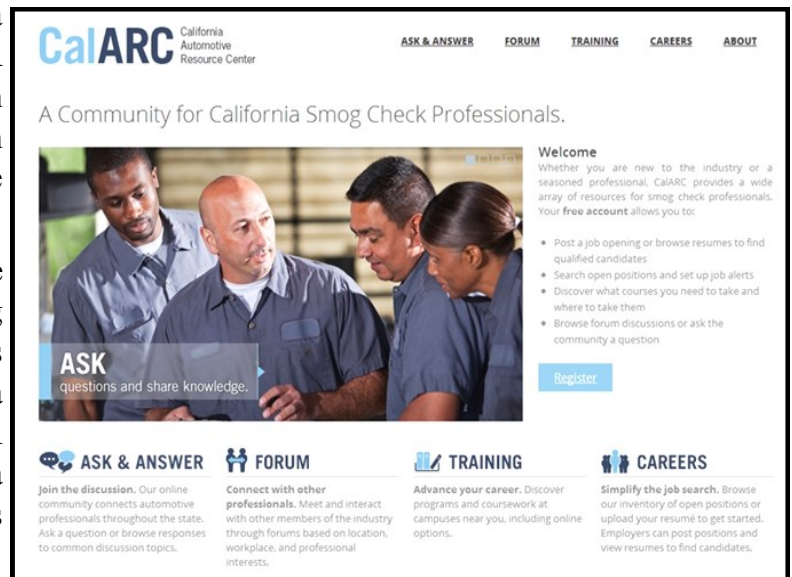 CalARC
California
Automotive
Resource Center
ASK & ANSWER FORUM TRAINING CAREERS ABOUT
A Community for California Smog Check Professionals.
Welcome
Whether you are new to the industry or a
seasoned professional, CalARC provides a wide
array of resources for smog check professionals.
Your free account allows you to:
• Post a job opening or browse resumes to find
qualified candidates
• Search open positions and set up job alerts
• Discover what courses you need to take and
where to take them
• Browse forum discussions or ask the
community a question
Register
ASK
questions and share knowledge.
ASK & ANSWER
Join the discussion. Our online
community connects automotive
professionals throughout the state.
Ask a question or browse responses
to common discussion topics.
FORUM
Connect with other
professionals. Meet and interact
with other members of the industry
through forums based on location,
workplace, and professional
interests.
TRAINING
Advance your career. Discover
programs and coursework at
campuses near you, including online
options.
CAREERS
Simplify the job search. Browse
our inventory of open positions or
upload your resumé to get started.
Employers can post positions and
view resumes to find candidates.